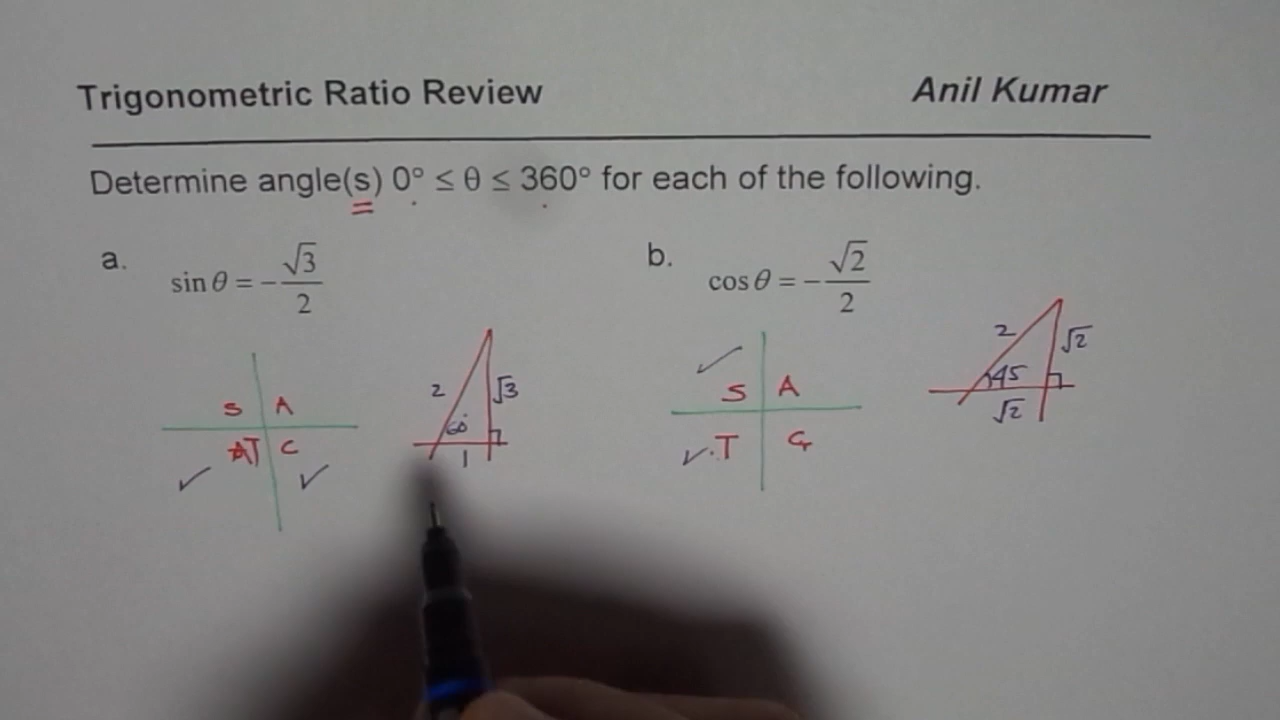 Trigonometric Ratio Review Anil Kumar
Determine angle(s) 0° ≤ θ ≤ 360° for each of the following.
a. sin θ = −√3/2
b. cos θ = −√2/2
S A
T C
2 √3
60°
1
S A
T C
2 √2
45
√2